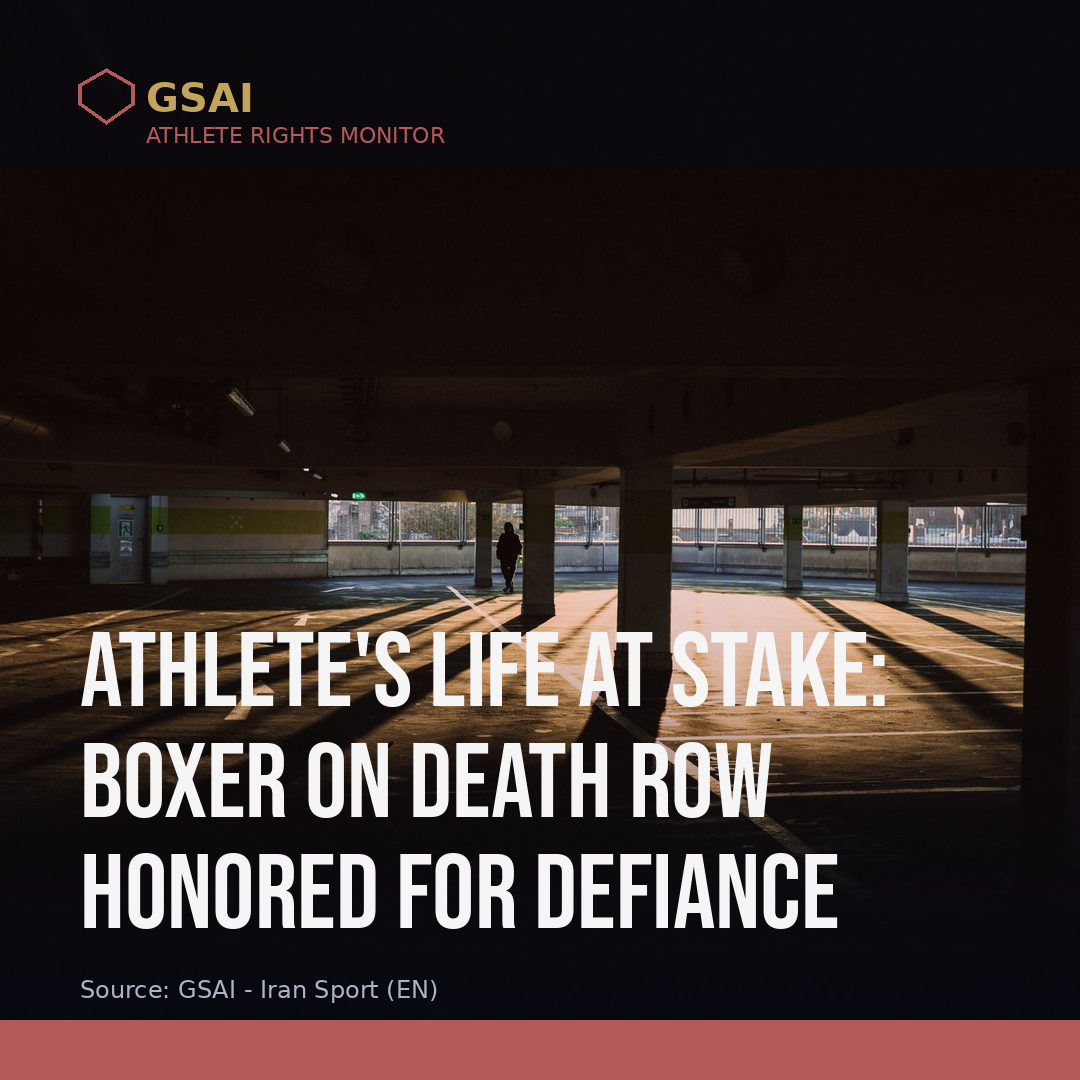 GSAI
ATHLETE RIGHTS MONITOR
ATHLETE'S LIFE AT STAKE:
BOXER ON DEATH ROW
HONORED FOR DEFIANCE
Source: GSAI - Iran Sport (EN)